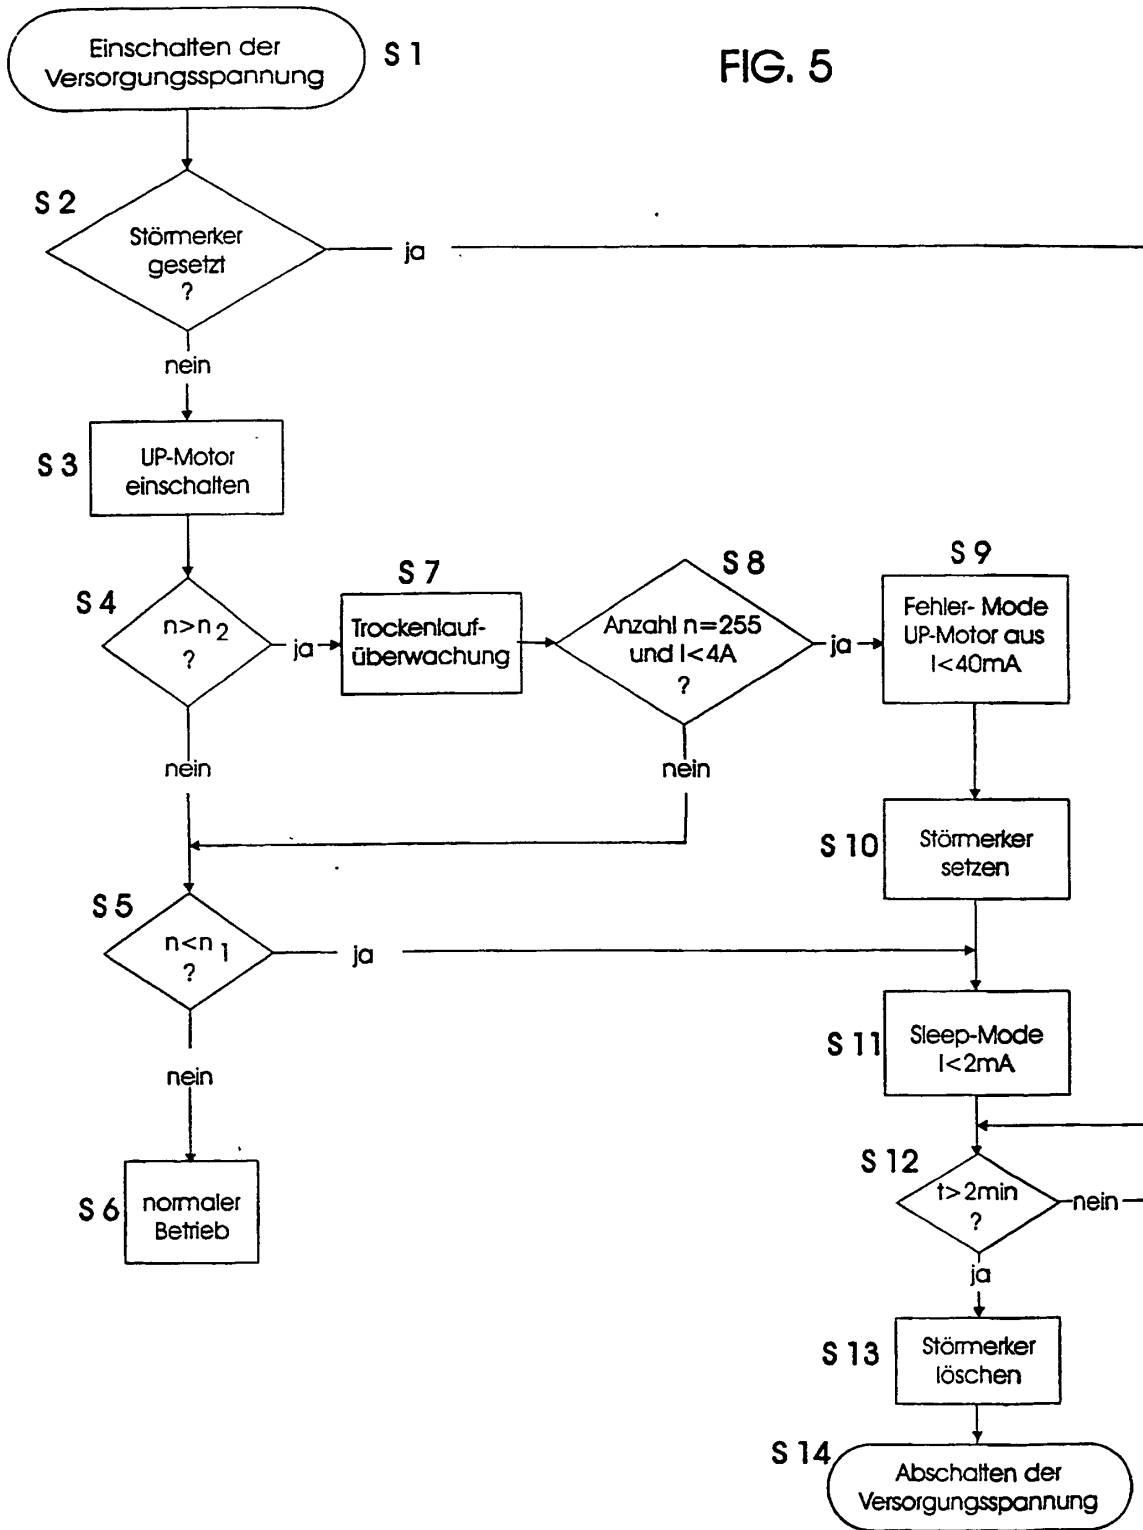 FIG. 5
Einschalten der
Versorgungsspannung
S 1
S 2
Störmerker
gesetzt
?
ja
nein
S 3
UP-Motor
einschalten
S 4
n>n2
?
ja
nein
S 7
Trockenlauf-
überwachung
S 8
Anzahl n=255
und I<4A
?
ja
nein
S 9
Fehler- Mode
UP-Motor aus
I<40mA
S 10
Störmerker
setzen
S 5
n<n1
?
ja
nein
S 6
normaler
Betrieb
S 11
Sleep-Mode
I<2mA
S 12
t>2min
?
nein
ja
S 13
Störmerker
löschen
S 14
Abschalten der
Versorgungsspannung